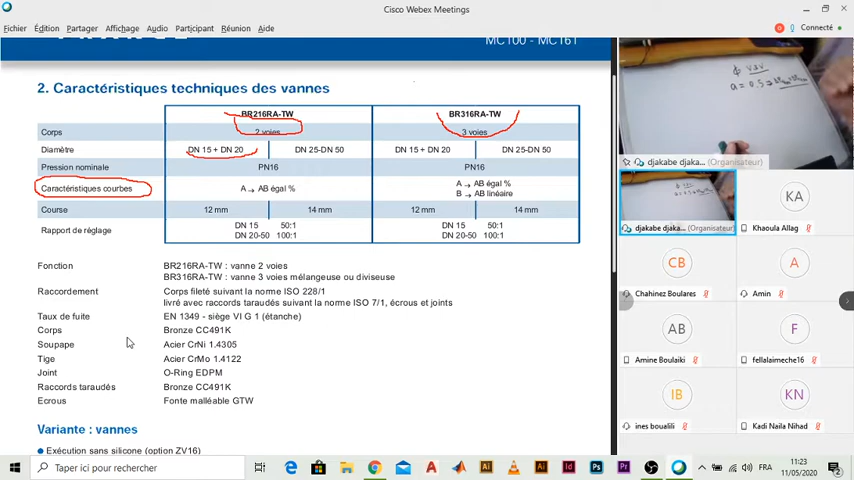 Cisco Webex Meetings
Fichier Édition Partager Affichage Audio Participant Réunion Aide
Connecté
MC100 - MC161
2. Caractéristiques techniques des vannes
BR216RA-TW BR316RA-TW
Corps 2 voies 3 voies
Diamètre DN 15 + DN 20 DN 25-DN 50 DN 15 + DN 20 DN 25-DN 50
Pression nominale PN16 PN16
Caractéristiques courbes A → AB égal % A → AB égal %
B → AB linéaire
Course 12 mm 14 mm 12 mm 14 mm
Rapport de réglage DN 15 50:1 DN 15 50:1
DN 20-50 100:1 DN 20-50 100:1
Fonction BR216RA-TW : vanne 2 voies
BR316RA-TW : vanne 3 voies mélangeuse ou diviseuse
Raccordement Corps fileté suivant la norme ISO 228/1
livré avec raccords taraudés suivant la norme ISO 7/1, écrous et joints
Taux de fuite EN 1349 - siège VI G 1 (étanche)
Corps Bronze CC491K
Soupape Acier CrNi 1.4305
Tige Acier CrMo 1.4122
Joint O-Ring EDPM
Raccords taraudés Bronze CC491K
Ecrous Fonte malléable GTW
Variante : vannes
Exécution sans silicone (option ZV16)
a = 0.5 =>
djakabe djaka... (Organisateur)
djakabe djaka... (Organisateur)
KA
Khaoula Allag
CB
Chahinez Boulares
A
Amin
AB
Amine Boulaiki
F
fellalaimeche16
IB
ines boualili
KN
Kadi Naila Nihad
Taper ici pour rechercher
A
Ai
Ai
Id
Ps
Pr
FRA
11:23
11/05/2020
2